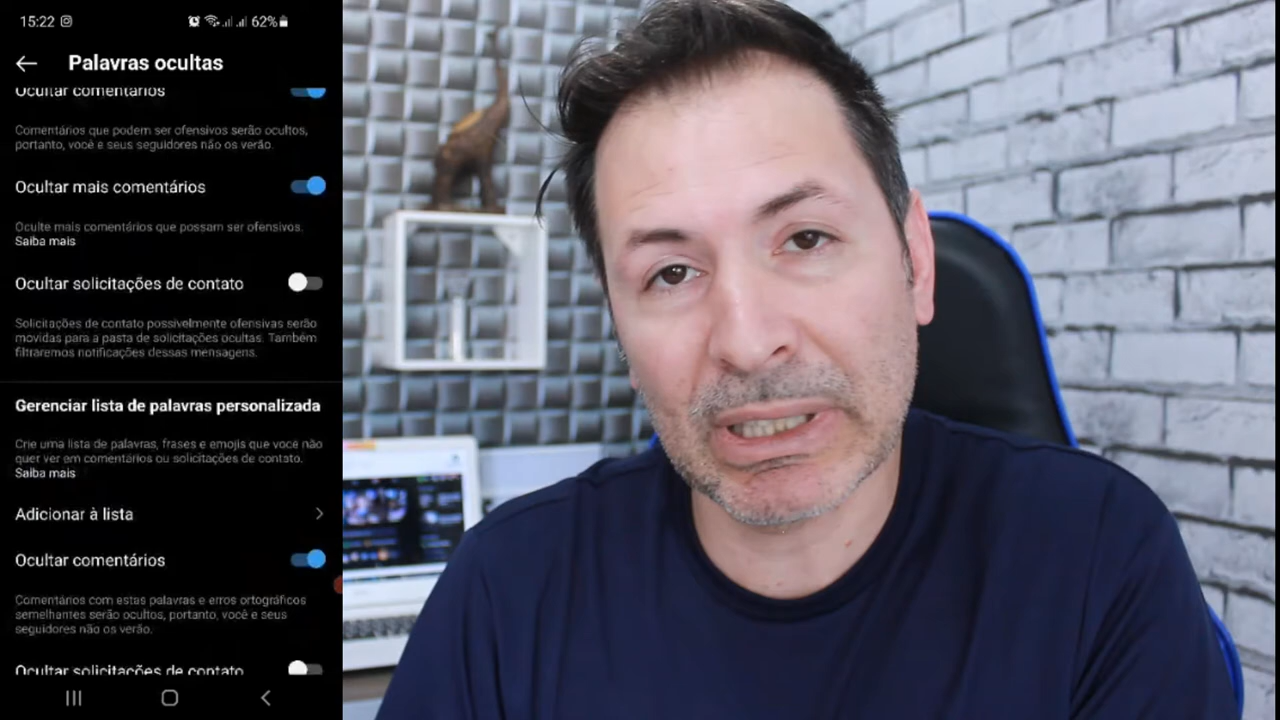 15:22 62%
Palavras ocultas
Ocultar comentários
Comentários que podem ser ofensivos serão ocultos,
portanto, você e seus seguidores não os verão.
Ocultar mais comentários
Oculte mais comentários que possam ser ofensivos.
Saiba mais
Ocultar solicitações de contato
Solicitações de contato possivelmente ofensivas serão
movidas para a pasta de solicitações ocultas. Também
filtraremos notificações dessas mensagens.
Gerenciar lista de palavras personalizada
Crie uma lista de palavras, frases e emojis que você não
quer ver em comentários ou solicitações de contato.
Saiba mais
Adicionar à lista
Ocultar comentários
Comentários com estas palavras e erros ortográficos
semelhantes serão ocultos, portanto, você e seus
seguidores não os verão.
Ocultar solicitações de contato